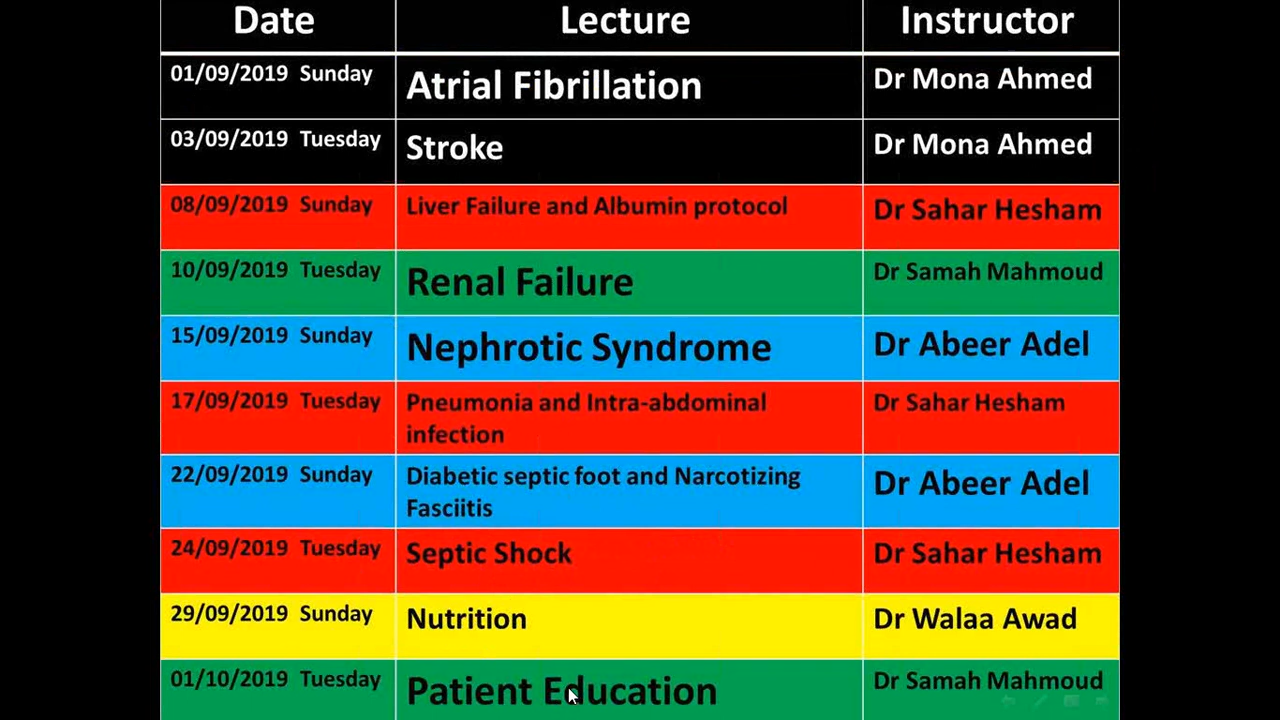 Date Lecture Instructor
01/09/2019 Sunday Atrial Fibrillation Dr Mona Ahmed
03/09/2019 Tuesday Stroke Dr Mona Ahmed
08/09/2019 Sunday Liver Failure and Albumin protocol Dr Sahar Hesham
10/09/2019 Tuesday Renal Failure Dr Samah Mahmoud
15/09/2019 Sunday Nephrotic Syndrome Dr Abeer Adel
17/09/2019 Tuesday Pneumonia and Intra-abdominal Dr Sahar Hesham
infection
22/09/2019 Sunday Diabetic septic foot and Narcotizing Dr Abeer Adel
Fasciitis
24/09/2019 Tuesday Septic Shock Dr Sahar Hesham
29/09/2019 Sunday Nutrition Dr Walaa Awad
01/10/2019 Tuesday Patient Education Dr Samah Mahmoud